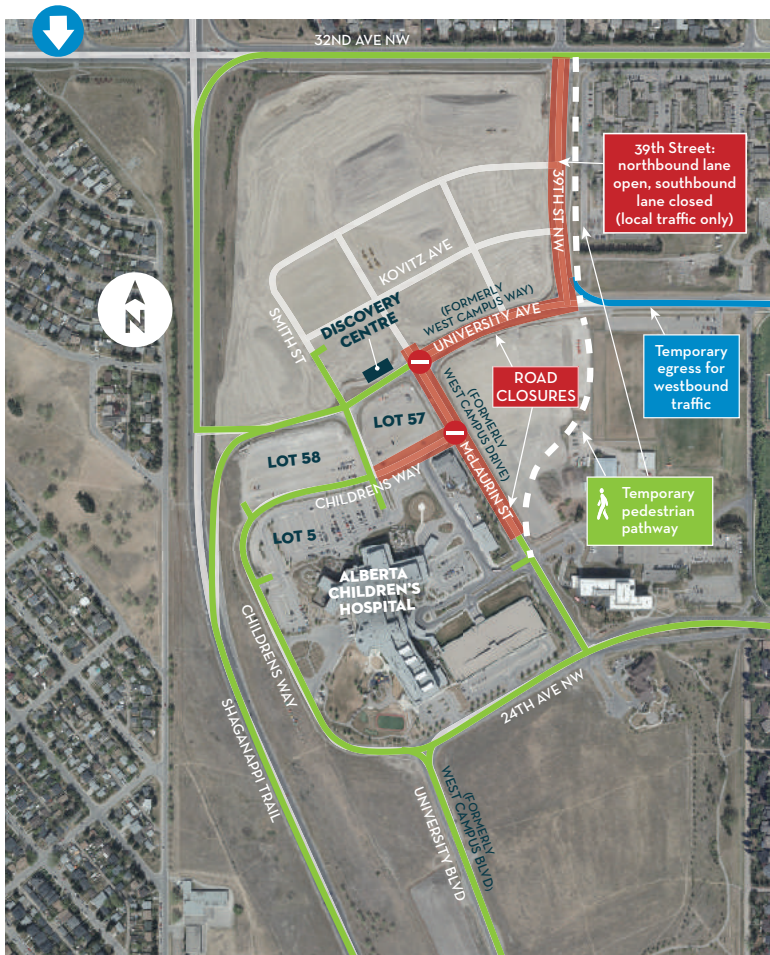 32ND AVE NW
39th Street:
northbound lane
open, southbound
lane closed
(local traffic only)
39TH ST NW
KOVITZ AVE
N
SMITH ST
DISCOVERY
CENTRE
(FORMERLY
WEST CAMPUS WAY)
UNIVERSITY AVE
Temporary
egress for
westbound
traffic
ROAD
CLOSURES
LOT 57
(FORMERLY
WEST CAMPUS DRIVE)
McLAURIN ST
LOT 58
CHILDRENS WAY
Temporary
pedestrian
pathway
LOT 5
ALBERTA
CHILDREN'S
HOSPITAL
CHILDRENS WAY
24TH AVE NW
SHAGANAPPI TRAIL
UNIVERSITY BLVD
(FORMERLY
WEST CAMPUS BLVD)